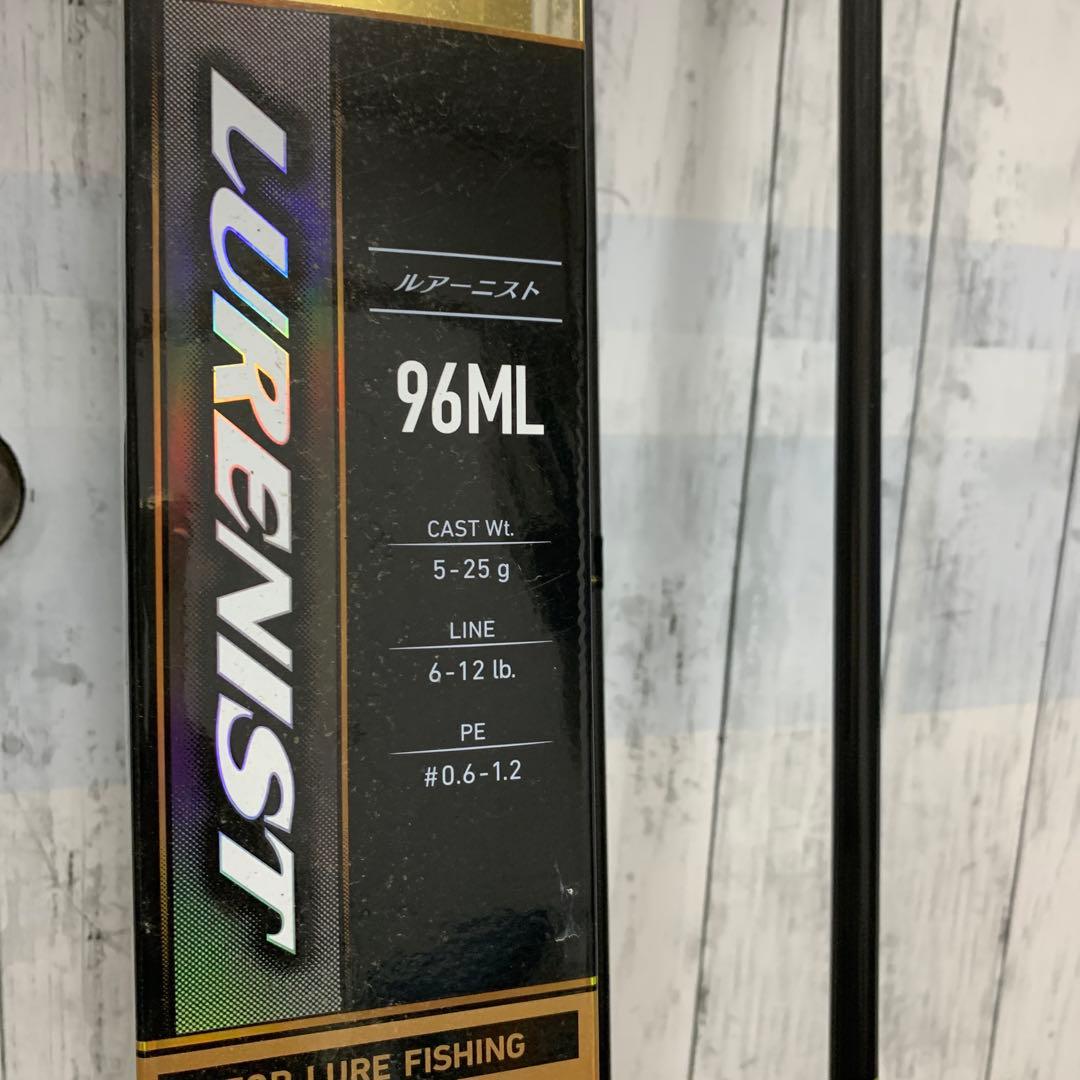 LURENIST
ルアーニスト
96ML
CAST Wt.
5-25 g
LINE
6-12 lb.
PE
#0.6-1.2
FOR LURE FISHING